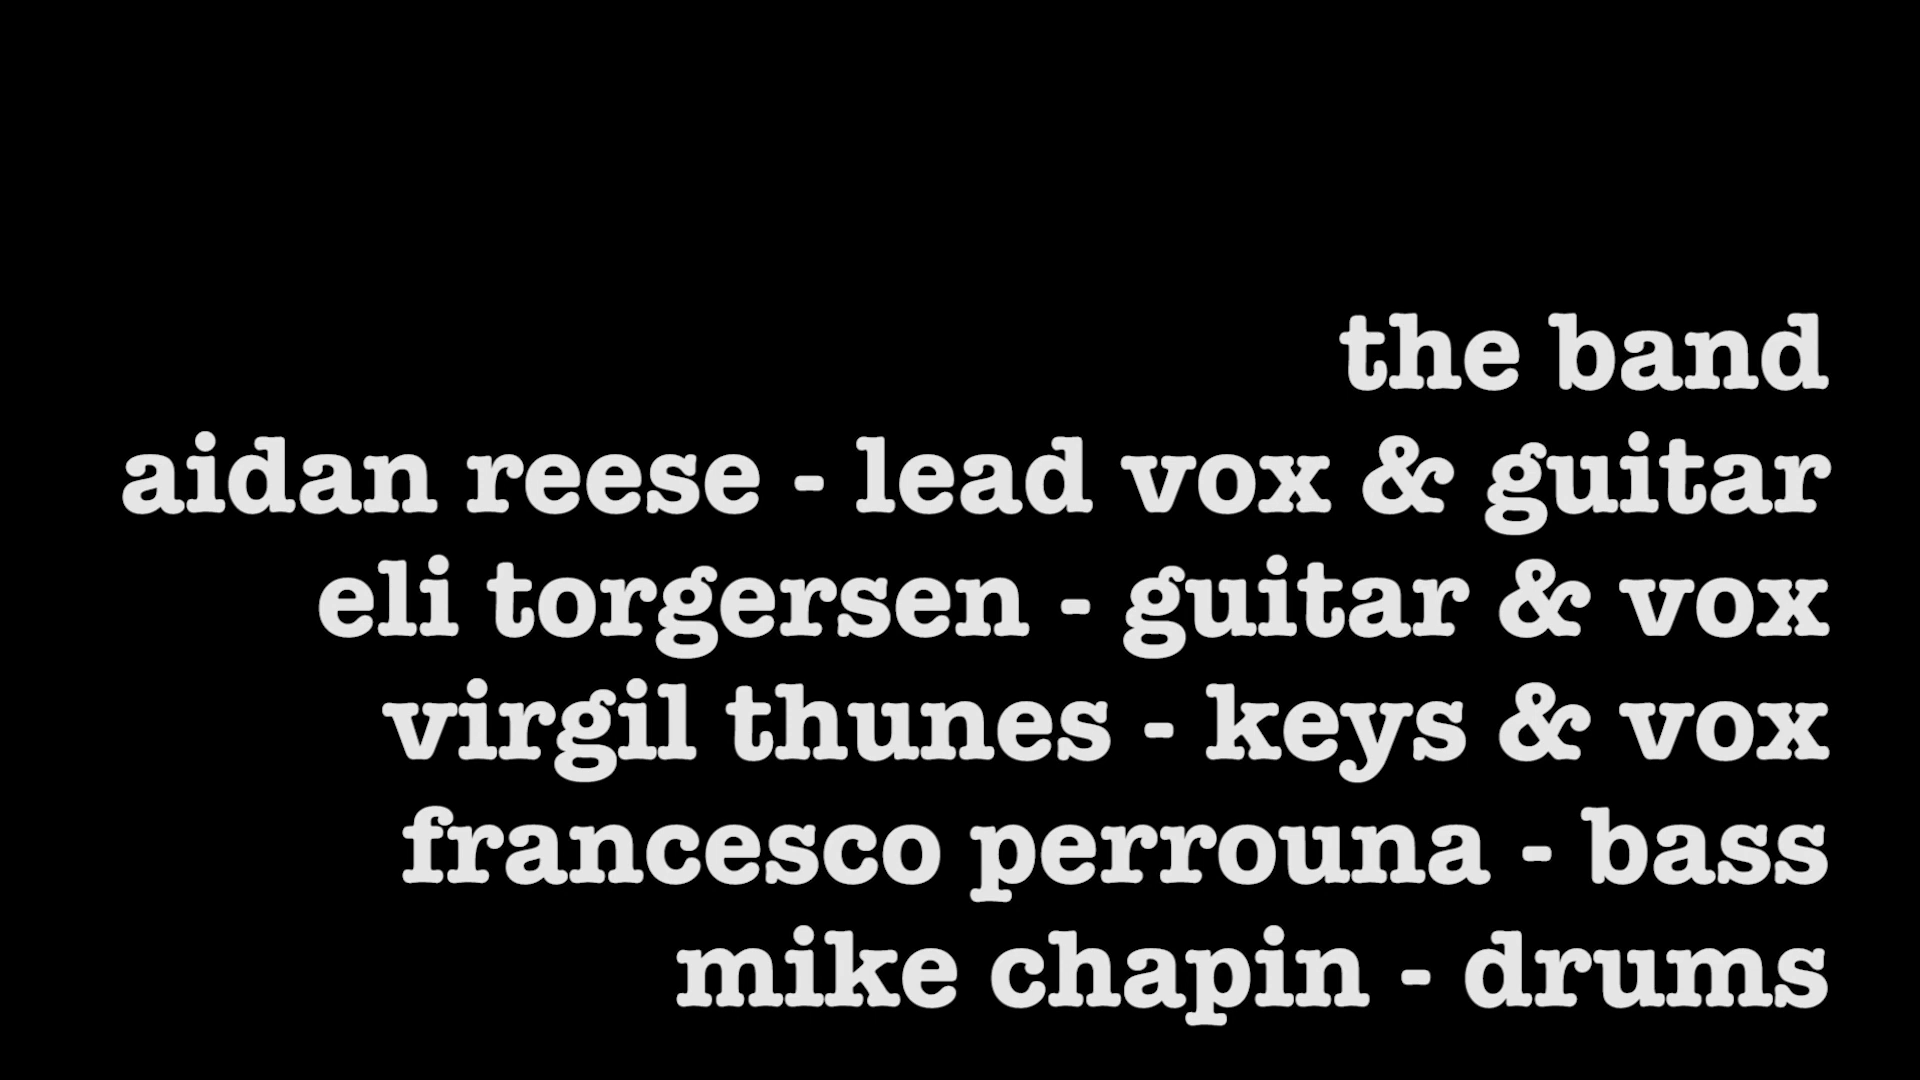 the band
aidan reese - lead vox & guitar
eli torgersen - guitar & vox
virgil thunes - keys & vox
francesco perrouna - bass
mike chapin - drums